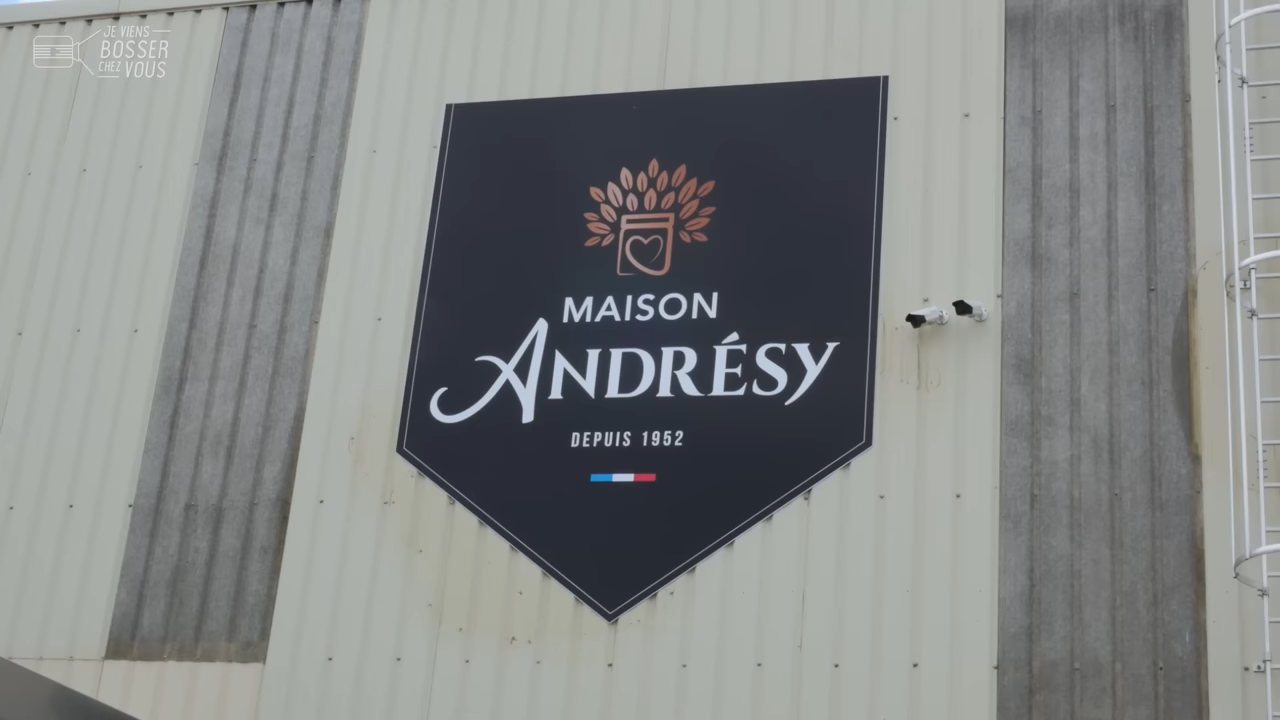 JE VIENS
BOSSER
CHEZ VOUS
MAISON
ANDRÉSY
DEPUIS 1952